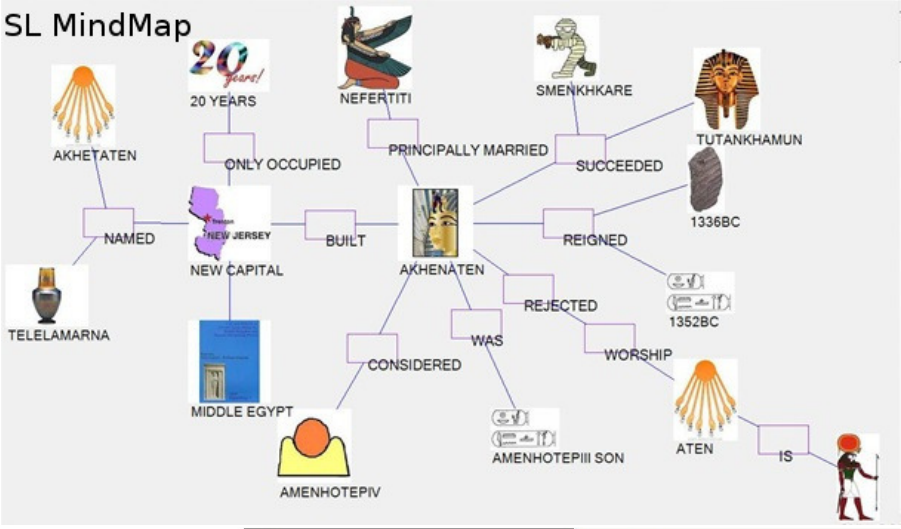 SL MindMap
20 Years!
20 YEARS
NEFERTITI
SMENKHKARE
TUTANKHAMUN
AKHETATEN
ONLY OCCUPIED
PRINCIPALLY MARRIED
SUCCEEDED
1336BC
NAMED
Trenton
NEW JERSEY
NEW CAPITAL
BUILT
AKHENATEN
REIGNED
1352BC
TELELAMARNA
REJECTED
WAS
WORSHIP
CONSIDERED
MIDDLE EGYPT
AMENHOTEPIV
AMENHOTEPIII SON
ATEN
IS